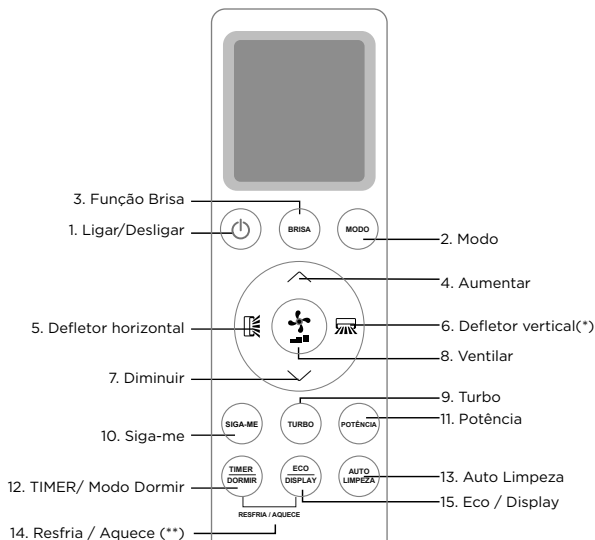 3. Função Brisa
1. Ligar/Desligar
BRISA
MODO
2. Modo
4. Aumentar
5. Defletor horizontal
6. Defletor vertical(*)
8. Ventilar
7. Diminuir
9. Turbo
11. Potência
SIGA-ME
TURBO
POTÊNCIA
10. Siga-me
TIMER
DORMIR
ECO
DISPLAY
AUTO
LIMPEZA
13. Auto Limpeza
12. TIMER/ Modo Dormir
15. Eco / Display
RESFRIA / AQUECE
14. Resfria / Aquece (**)